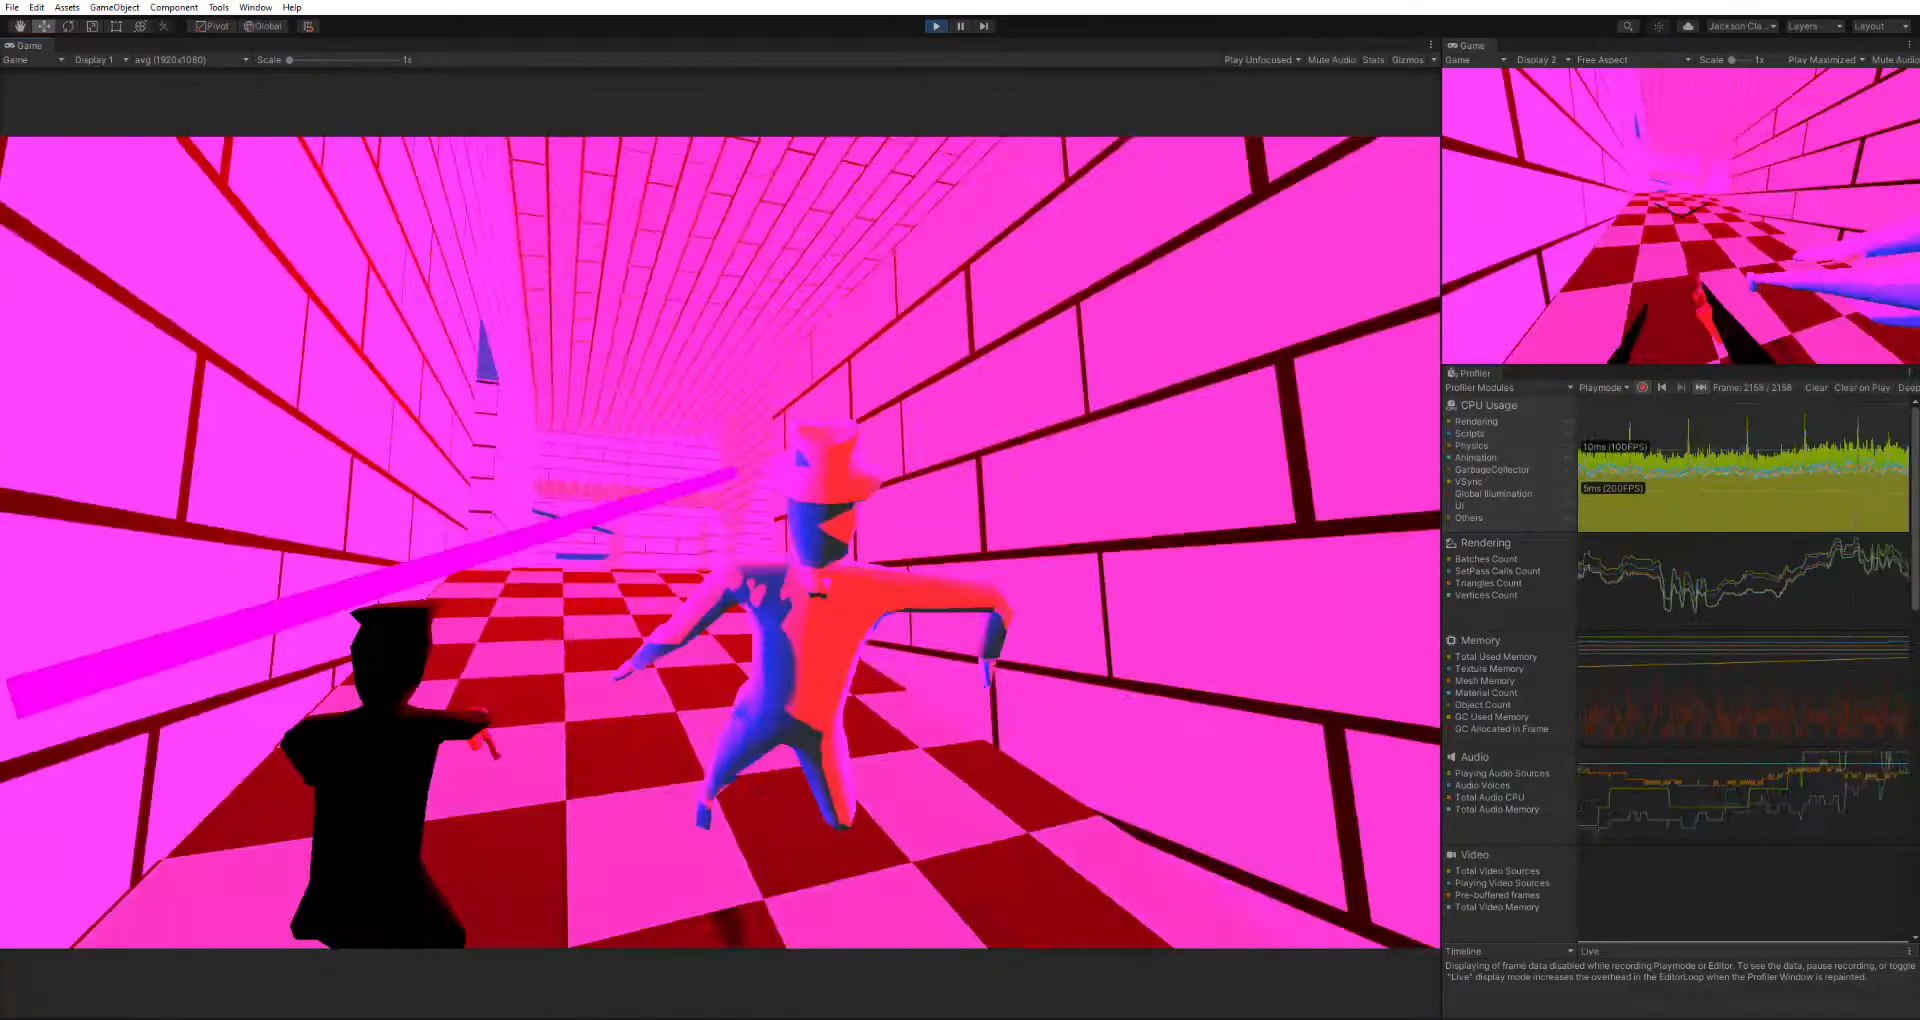 File Edit Assets GameObject Component Tools Window Help
Pivot Global Jackson Cla... Layers Layout
Game
Game Display 1 avg (1920x1080) Scale 1x Play Unfocused Mute Audio Stats Gizmos
Game
Game Display 2 Free Aspect Scale 1x Play Maximized Mute Audio
Profiler
Profiler Modules Playmode Frame: 2158 / 2158 Clear Clear on Play Deep
CPU Usage
Rendering
Scripts
Physics
Animation
GarbageCollector
VSync
Global Illumination
UI
Others
10ms (100FPS)
5ms (200FPS)
Rendering
Batches Count
SetPass Calls Count
Triangles Count
Vertices Count
Memory
Total Used Memory
Texture Memory
Mesh Memory
Material Count
Object Count
GC Used Memory
GC Allocated In Frame
Audio
Playing Audio Sources
Audio Voices
Total Audio CPU
Total Audio Memory
Video
Total Video Sources
Playing Video Sources
Pre-buffered frames
Total Video Memory
Timeline Live
Displaying of frame data disabled while recording Playmode or Editor. To see the data, pause recording, or toggle
"Live" display mode increases the overhead in the EditorLoop when the Profiler Window is repainted.